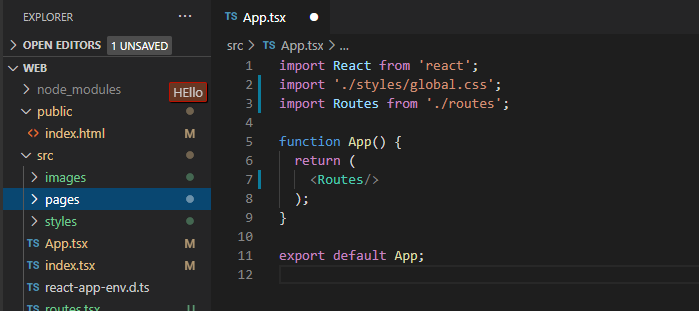 EXPLORER
OPEN EDITORS 1 UNSAVED
WEB
node_modules
HEllo
public
index.html M
src
images
pages
styles
TS App.tsx M
TS index.tsx M
TS react-app-env.d.ts
TS routes.tsx U
TS App.tsx
src > TS App.tsx > ...
1 import React from 'react';
2 import './styles/global.css';
3 import Routes from './routes';
4
5 function App() {
6 return (
7 <Routes/>
8 );
9 }
10
11 export default App;
12